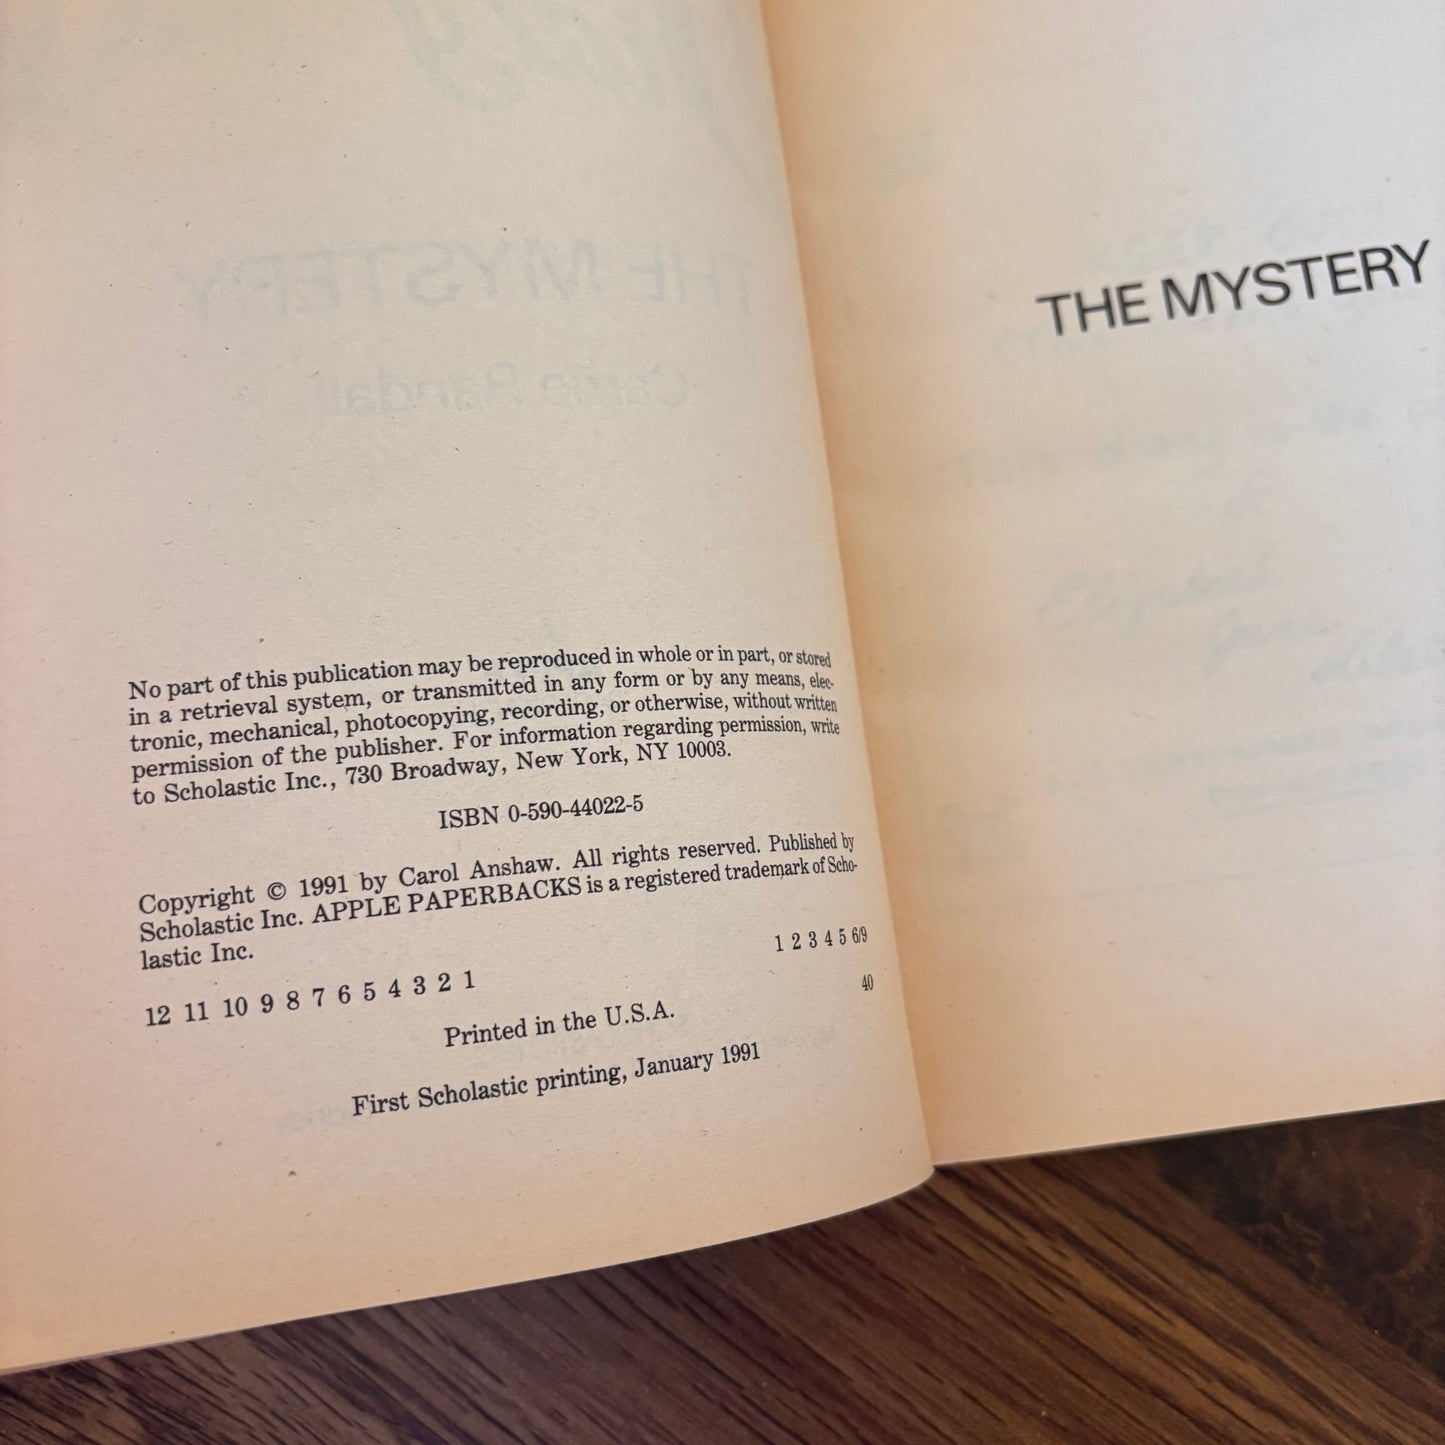 THE MYSTERY
Carrie Randall
No part of this publication may be reproduced in whole or in part, or stored
in a retrieval system, or transmitted in any form or by any means, elec-
tronic, mechanical, photocopying, recording, or otherwise, without written
permission of the publisher. For information regarding permission, write
to Scholastic Inc., 730 Broadway, New York, NY 10003.
ISBN 0-590-44022-5
Copyright © 1991 by Carol Anshaw. All rights reserved. Published by
Scholastic Inc. APPLE PAPERBACKS is a registered trademark of Scho-
lastic Inc.
12 11 10 9 8 7 6 5 4 3 2 1
1 2 3 4 5 6/9
Printed in the U.S.A.
40
First Scholastic printing, January 1991
THE MYSTERY